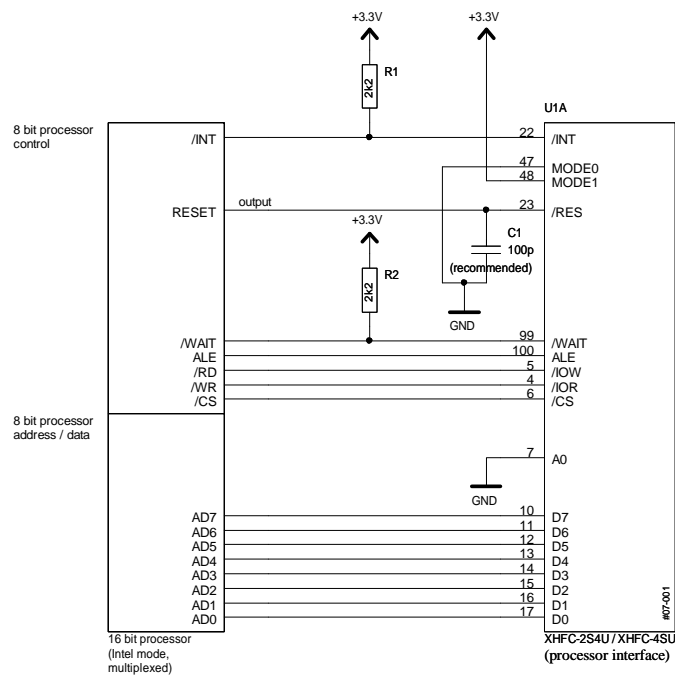 +3.3V
+3.3V
R1
2k2
U1A
8 bit processor
control
/INT
22
/INT
47
MODE0
48
MODE1
RESET
output
23
/RES
+3.3V
C1
100p
(recommended)
R2
2k2
GND
/WAIT
99
/WAIT
ALE
100
ALE
/RD
5
/IOW
/WR
4
/IOR
/CS
6
/CS
8 bit processor
address / data
7
A0
GND
AD7
10
D7
AD6
11
D6
AD5
12
D5
AD4
13
D4
AD3
14
D3
AD2
15
D2
AD1
16
D1
AD0
17
D0
#07-001
16 bit processor
(Intel mode,
multiplexed)
XHFC-2S4U / XHFC-4SU
(processor interface)